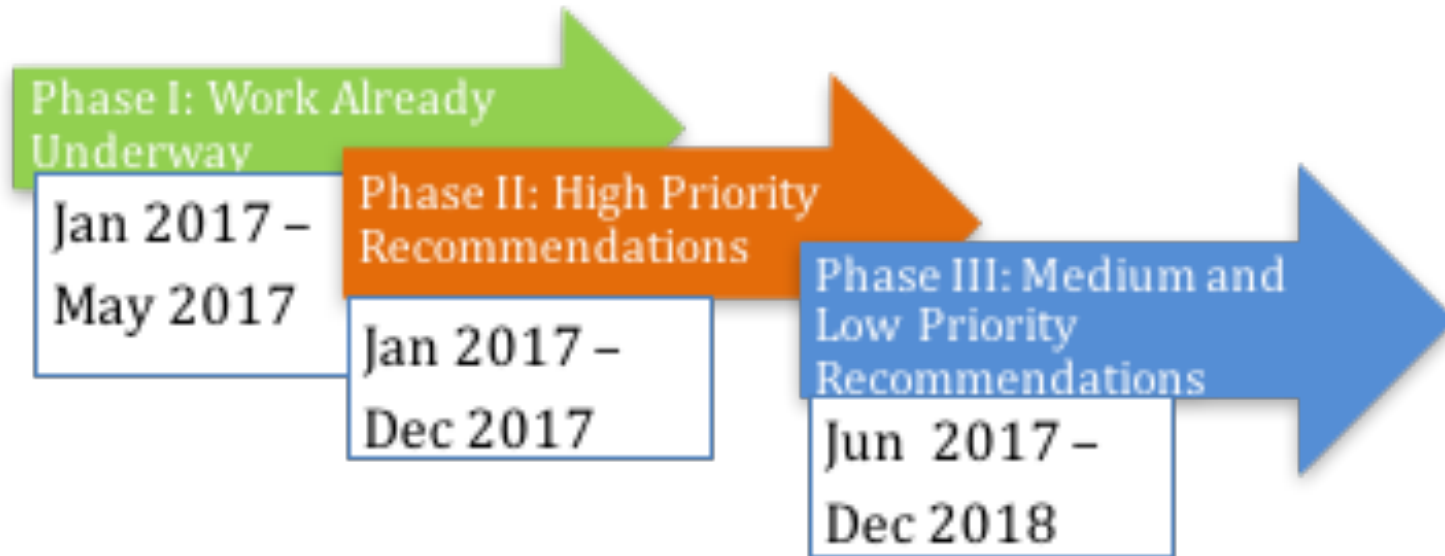 Phase I: Work Already
Underway
Jan 2017 –
May 2017
Phase II: High Priority
Recommendations
Jan 2017 –
Dec 2017
Phase III: Medium and
Low Priority
Recommendations
Jun 2017 –
Dec 2018